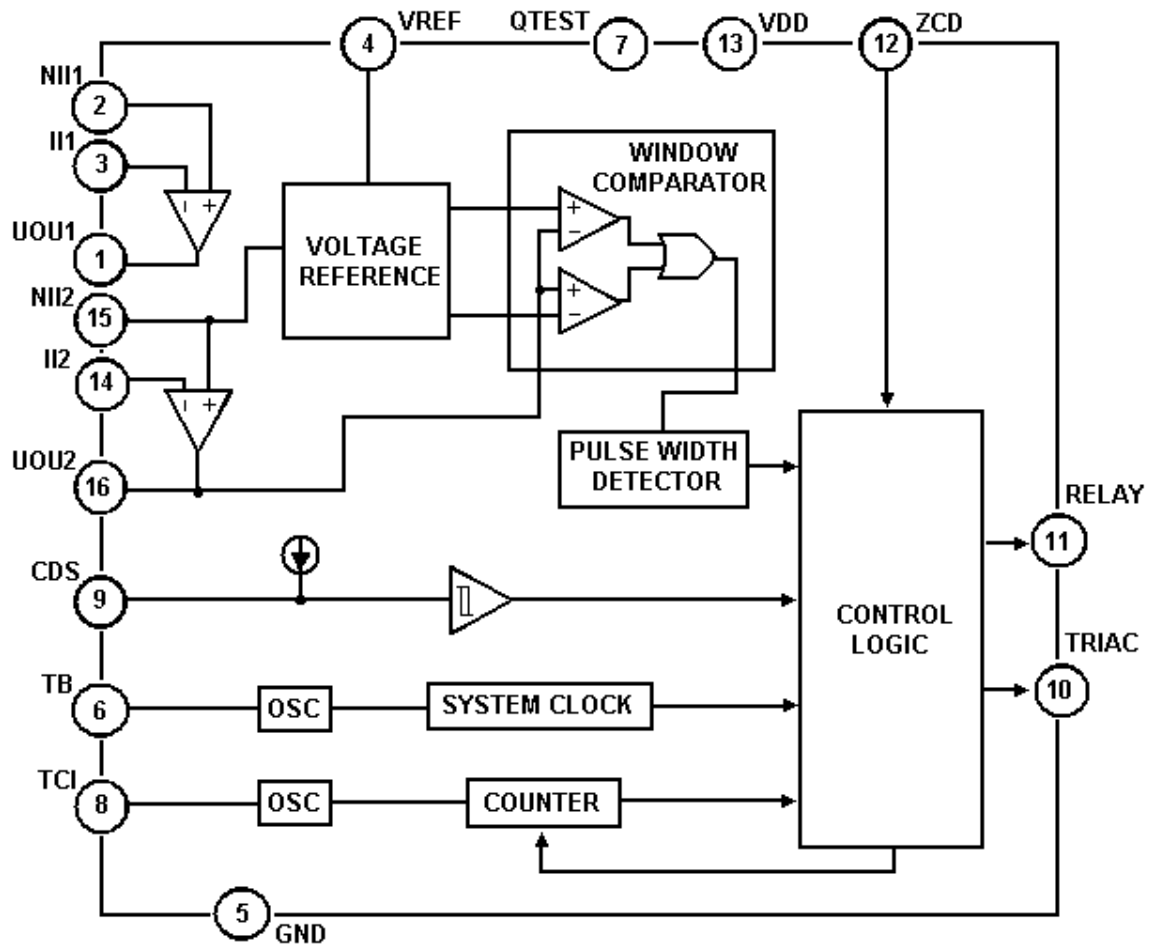 VREF
4
QTEST
7
13
VDD
12
ZCD
NII1
2
II1
3
- +
UOU1
1
NII2
15
II2
14
- +
UOU2
16
VOLTAGE
REFERENCE
WINDOW
COMPARATOR
+
−
+
−
PULSE WIDTH
DETECTOR
CDS
9
TB
6
OSC
SYSTEM CLOCK
TCI
8
OSC
COUNTER
CONTROL
LOGIC
RELAY
11
TRIAC
10
5
GND